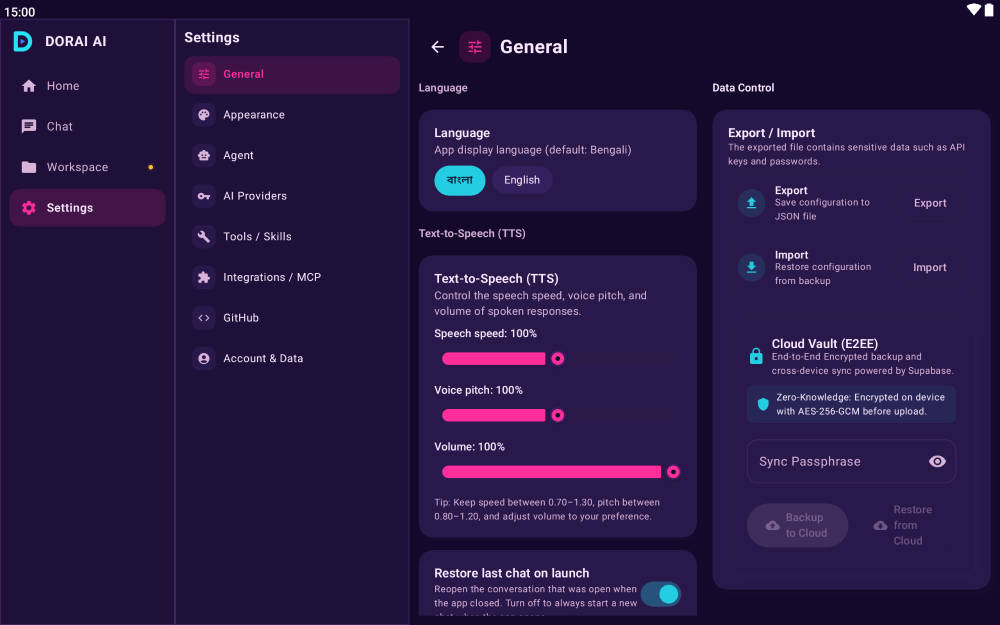 15:00
DORAI AI
Home
Chat
Workspace
Settings
Settings
General
Appearance
Agent
AI Providers
Tools / Skills
Integrations / MCP
GitHub
Account & Data
General
Language
Language
App display language (default: Bengali)
বাংলা
English
Text-to-Speech (TTS)
Text-to-Speech (TTS)
Control the speech speed, voice pitch, and
volume of spoken responses.
Speech speed: 100%
Voice pitch: 100%
Volume: 100%
Tip: Keep speed between 0.70–1.30, pitch between
0.80–1.20, and adjust volume to your preference.
Restore last chat on launch
Reopen the conversation that was open when
the app closed. Turn off to always start a new
Data Control
Export / Import
The exported file contains sensitive data such as API
keys and passwords.
Export
Save configuration to
JSON file
Export
Import
Restore configuration
from backup
Import
Cloud Vault (E2EE)
End-to-End Encrypted backup and
cross-device sync powered by Supabase.
Zero-Knowledge: Encrypted on device
with AES-256-GCM before upload.
Sync Passphrase
Backup
to Cloud
Restore
from
Cloud